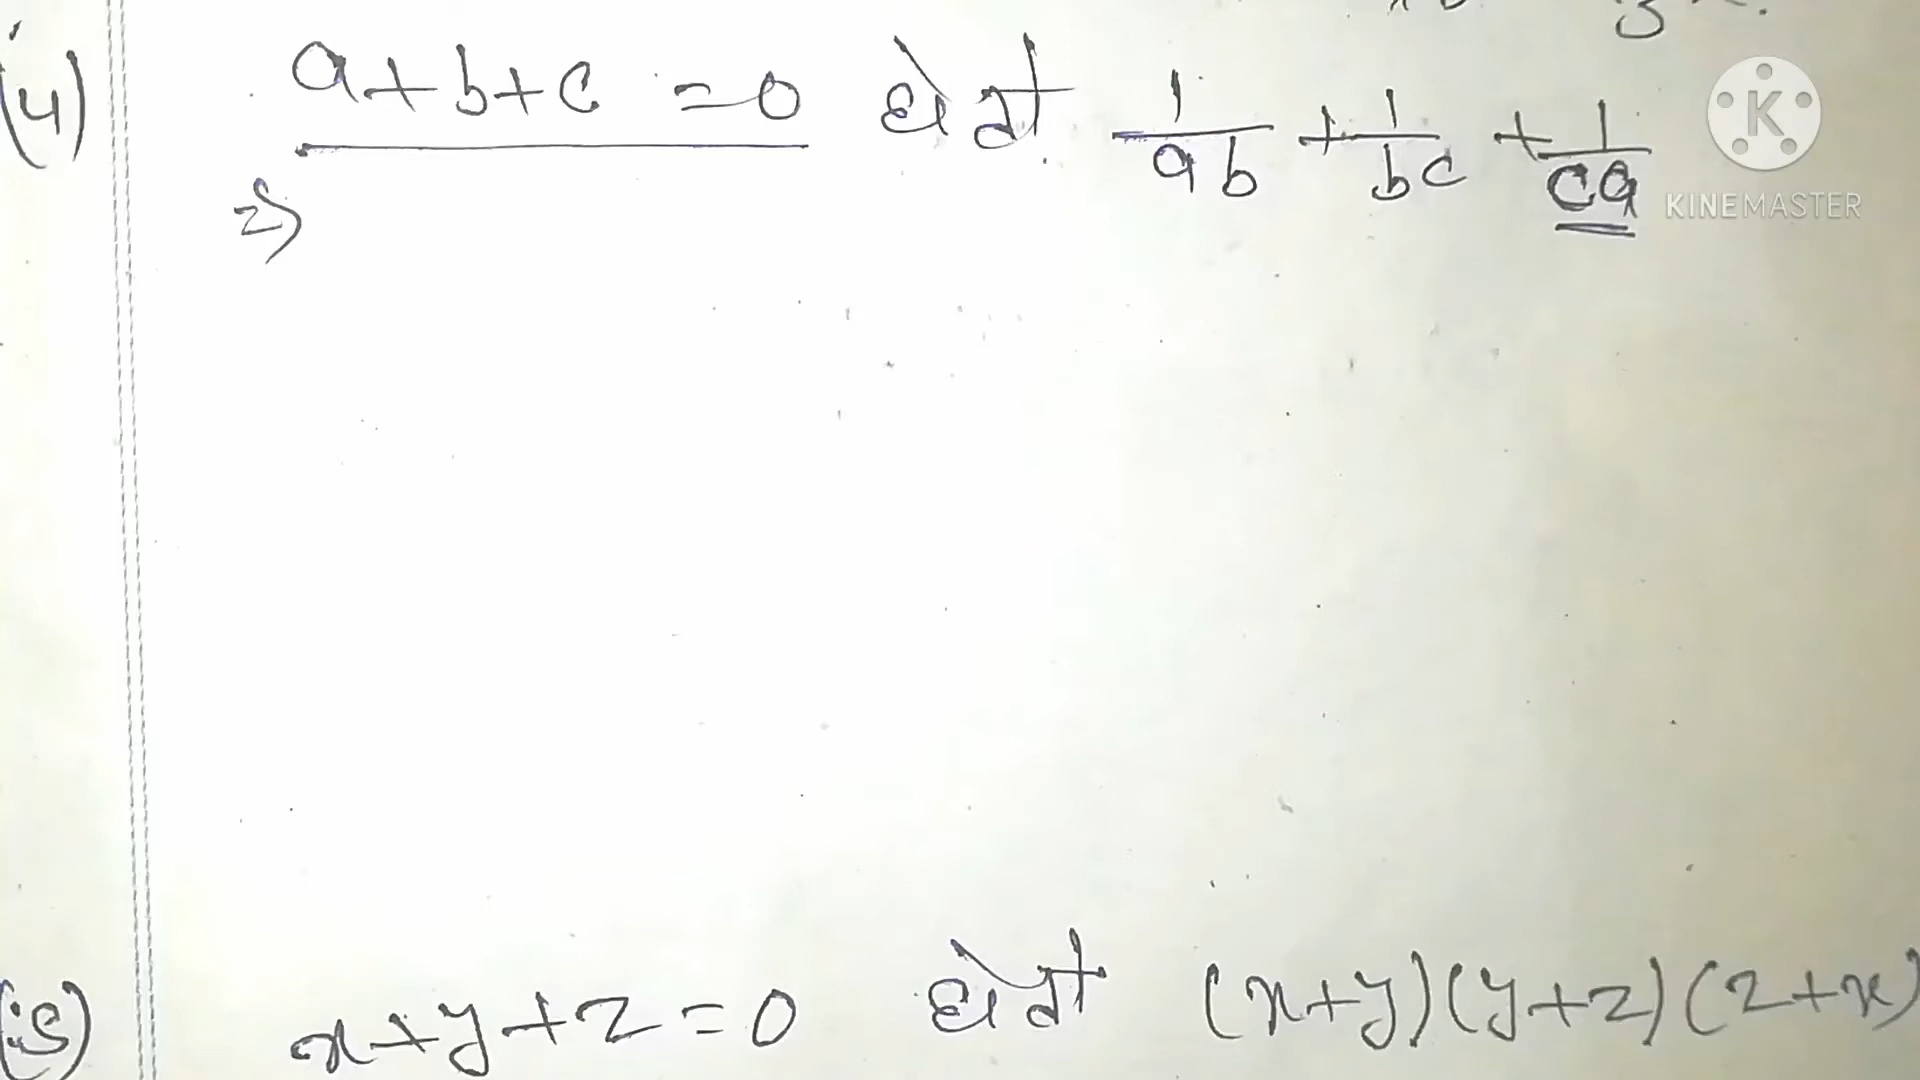 (4) a+b+c =0 होने 1/ab + 1/bc + 1/ca
⇒
(5) x+y+z=0 होने (x+y)(y+z)(z+x)
K
KINEMASTER